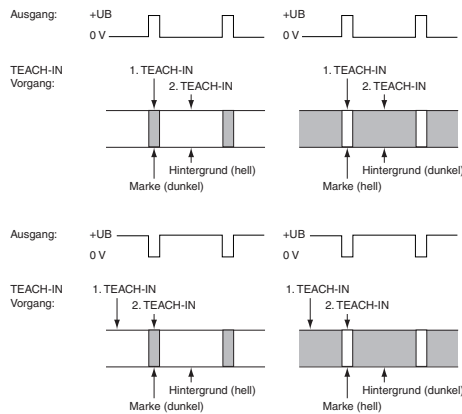 Ausgang: +UB +UB
0 V 0 V
TEACH-IN 1. TEACH-IN 1. TEACH-IN
Vorgang: 2. TEACH-IN 2. TEACH-IN
Hintergrund (hell) Hintergrund (dunkel)
Marke (dunkel) Marke (hell)
Ausgang: +UB +UB
0 V 0 V
TEACH-IN 1. TEACH-IN 1. TEACH-IN
Vorgang: 2. TEACH-IN 2. TEACH-IN
Hintergrund (hell) Hintergrund (dunkel)
Marke (dunkel) Marke (hell)